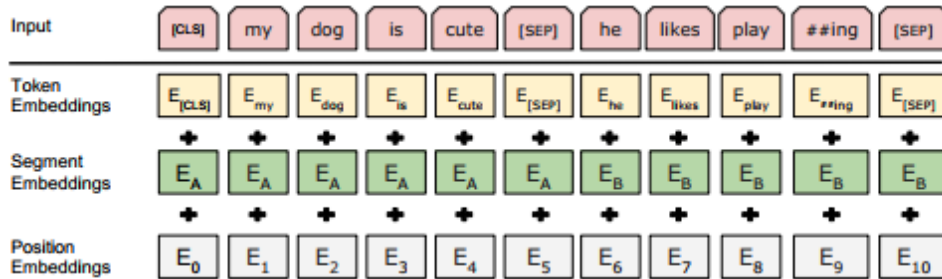 Input [CLS] my dog is cute [SEP] he likes play ##ing [SEP]
Token Embeddings E[CLS] Emy Edog Eis Ecute E[SEP] Ehe Elikes Eplay E##ing E[SEP]
+ + + + + + + + + + +
Segment Embeddings EA EA EA EA EA EA EB EB EB EB EB
+ + + + + + + + + + +
Position Embeddings E0 E1 E2 E3 E4 E5 E6 E7 E8 E9 E10